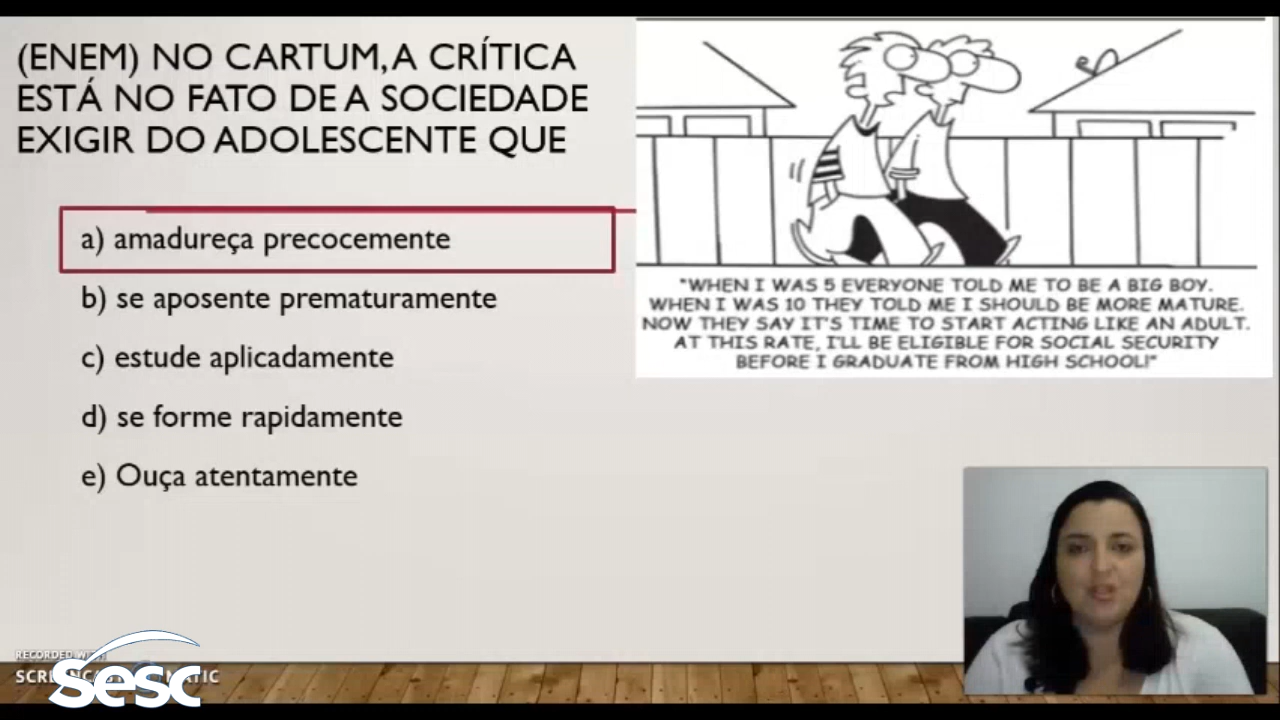 (ENEM) NO CARTUM, A CRÍTICA
ESTÁ NO FATO DE A SOCIEDADE
EXIGIR DO ADOLESCENTE QUE
a) amadureça precocemente
b) se aposente prematuramente
c) estude aplicadamente
d) se forme rapidamente
e) Ouça atentamente
"WHEN I WAS 5 EVERYONE TOLD ME TO BE A BIG BOY.
WHEN I WAS 10 THEY TOLD ME I SHOULD BE MORE MATURE.
NOW THEY SAY IT'S TIME TO START ACTING LIKE AN ADULT.
AT THIS RATE, I'LL BE ELIGIBLE FOR SOCIAL SECURITY
BEFORE I GRADUATE FROM HIGH SCHOOL!"
RECORDED WITH
Sesc